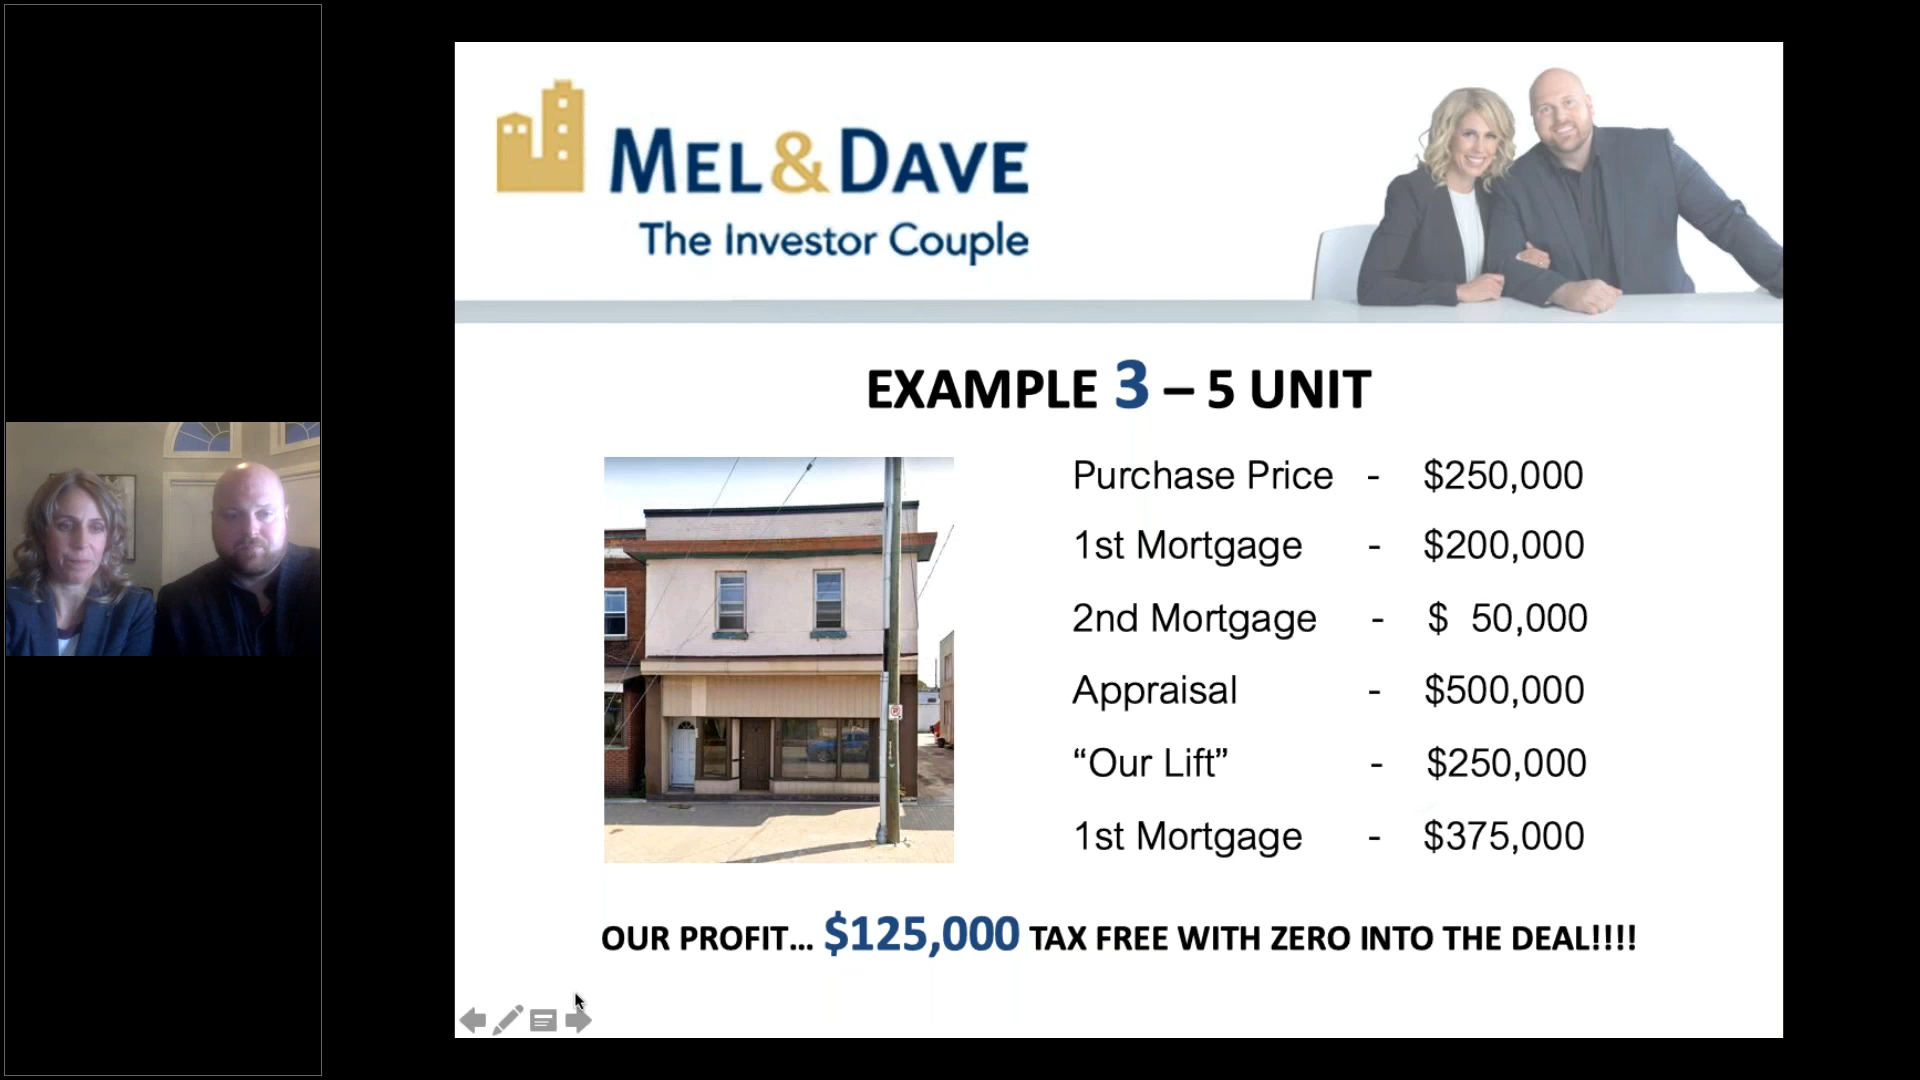 MEL&DAVE
The Investor Couple
EXAMPLE 3 – 5 UNIT
Purchase Price - $250,000
1st Mortgage - $200,000
2nd Mortgage - $ 50,000
Appraisal - $500,000
“Our Lift” - $250,000
1st Mortgage - $375,000
OUR PROFIT... $125,000 TAX FREE WITH ZERO INTO THE DEAL!!!!